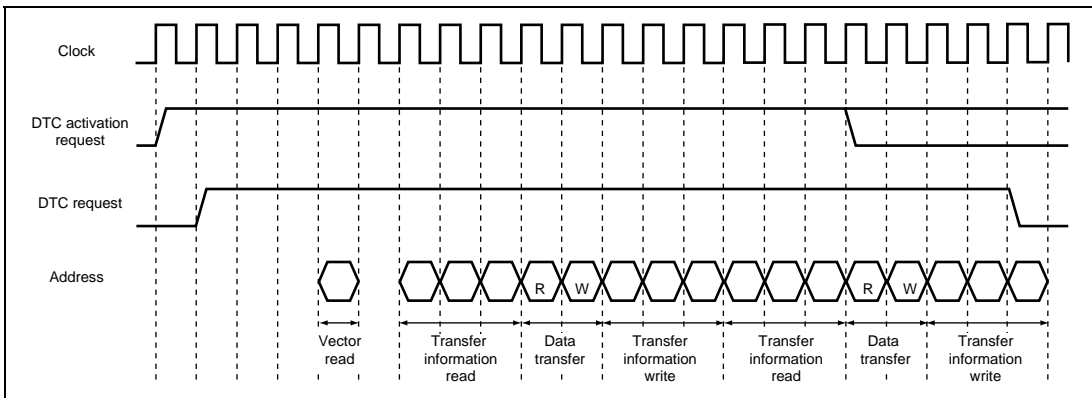 Clock
DTC activation
request
DTC request
Address
R W R W
Vector
read
Transfer
information
read
Data
transfer
Transfer
information
write
Transfer
information
read
Data
transfer
Transfer
information
write